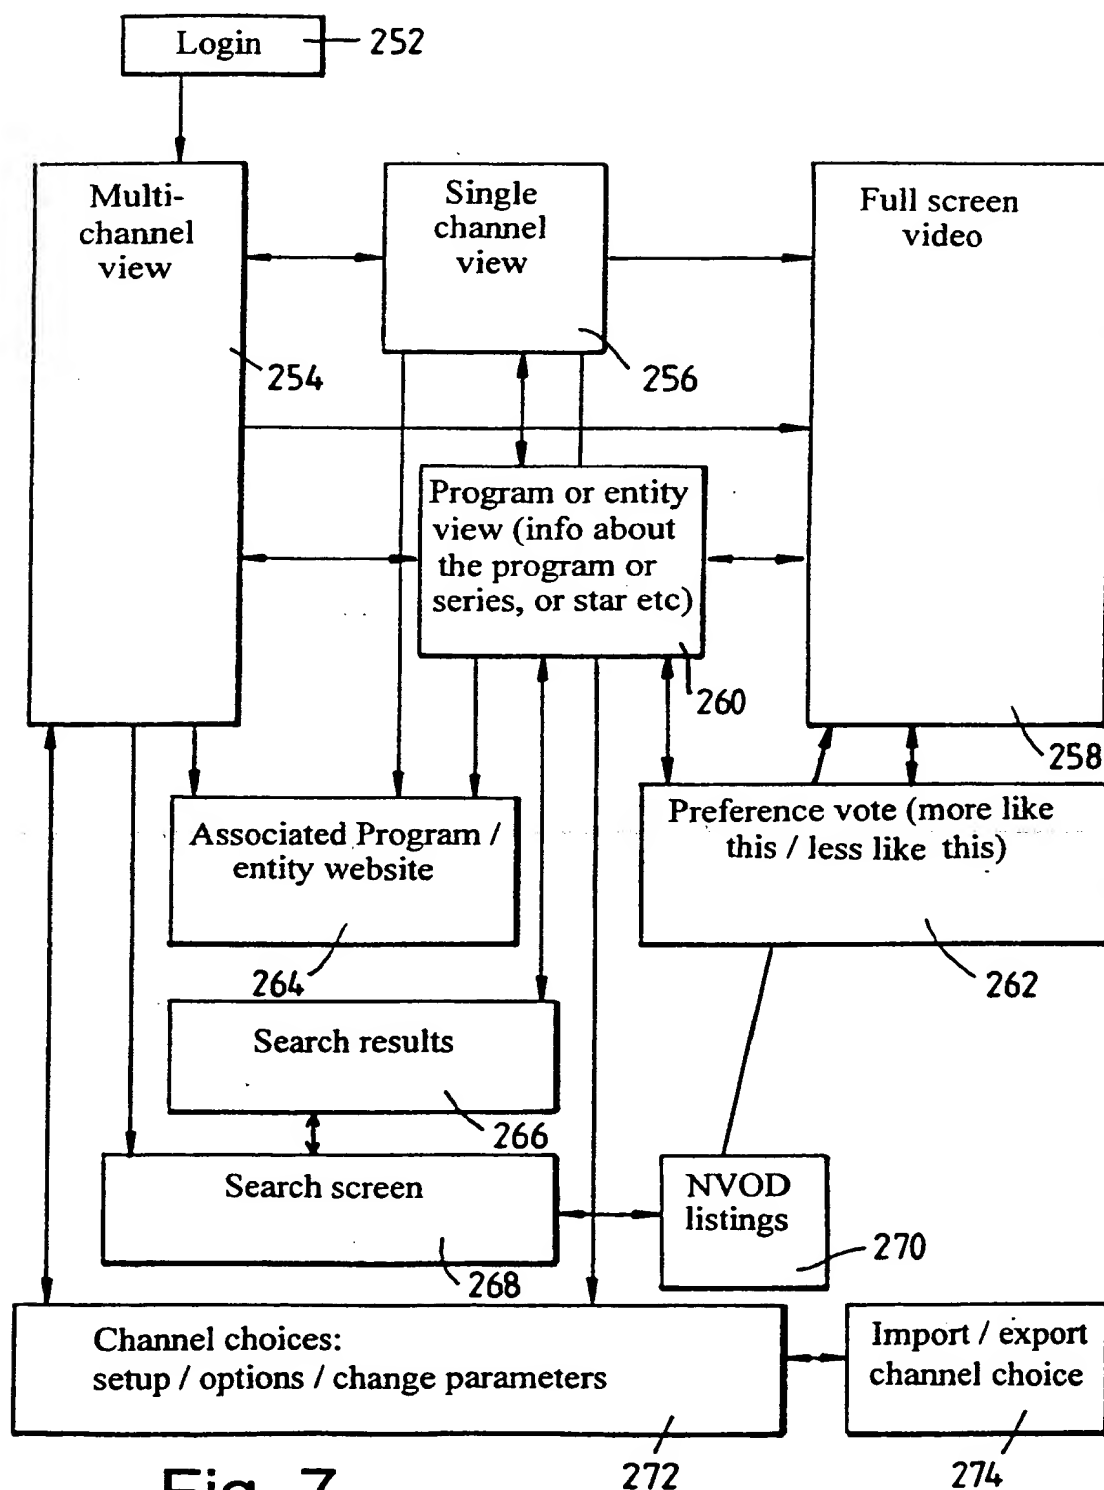 Login
252
Multi-
channel
view
254
Single
channel
view
256
Full screen
video
258
Program or entity
view (info about
the program or
series, or star etc)
260
Associated Program /
entity website
264
Preference vote (more like
this / less like this)
262
Search results
266
Search screen
268
NVOD
listings
270
Channel choices:
setup / options / change parameters
272
Import / export
channel choice
274
Fig. 7